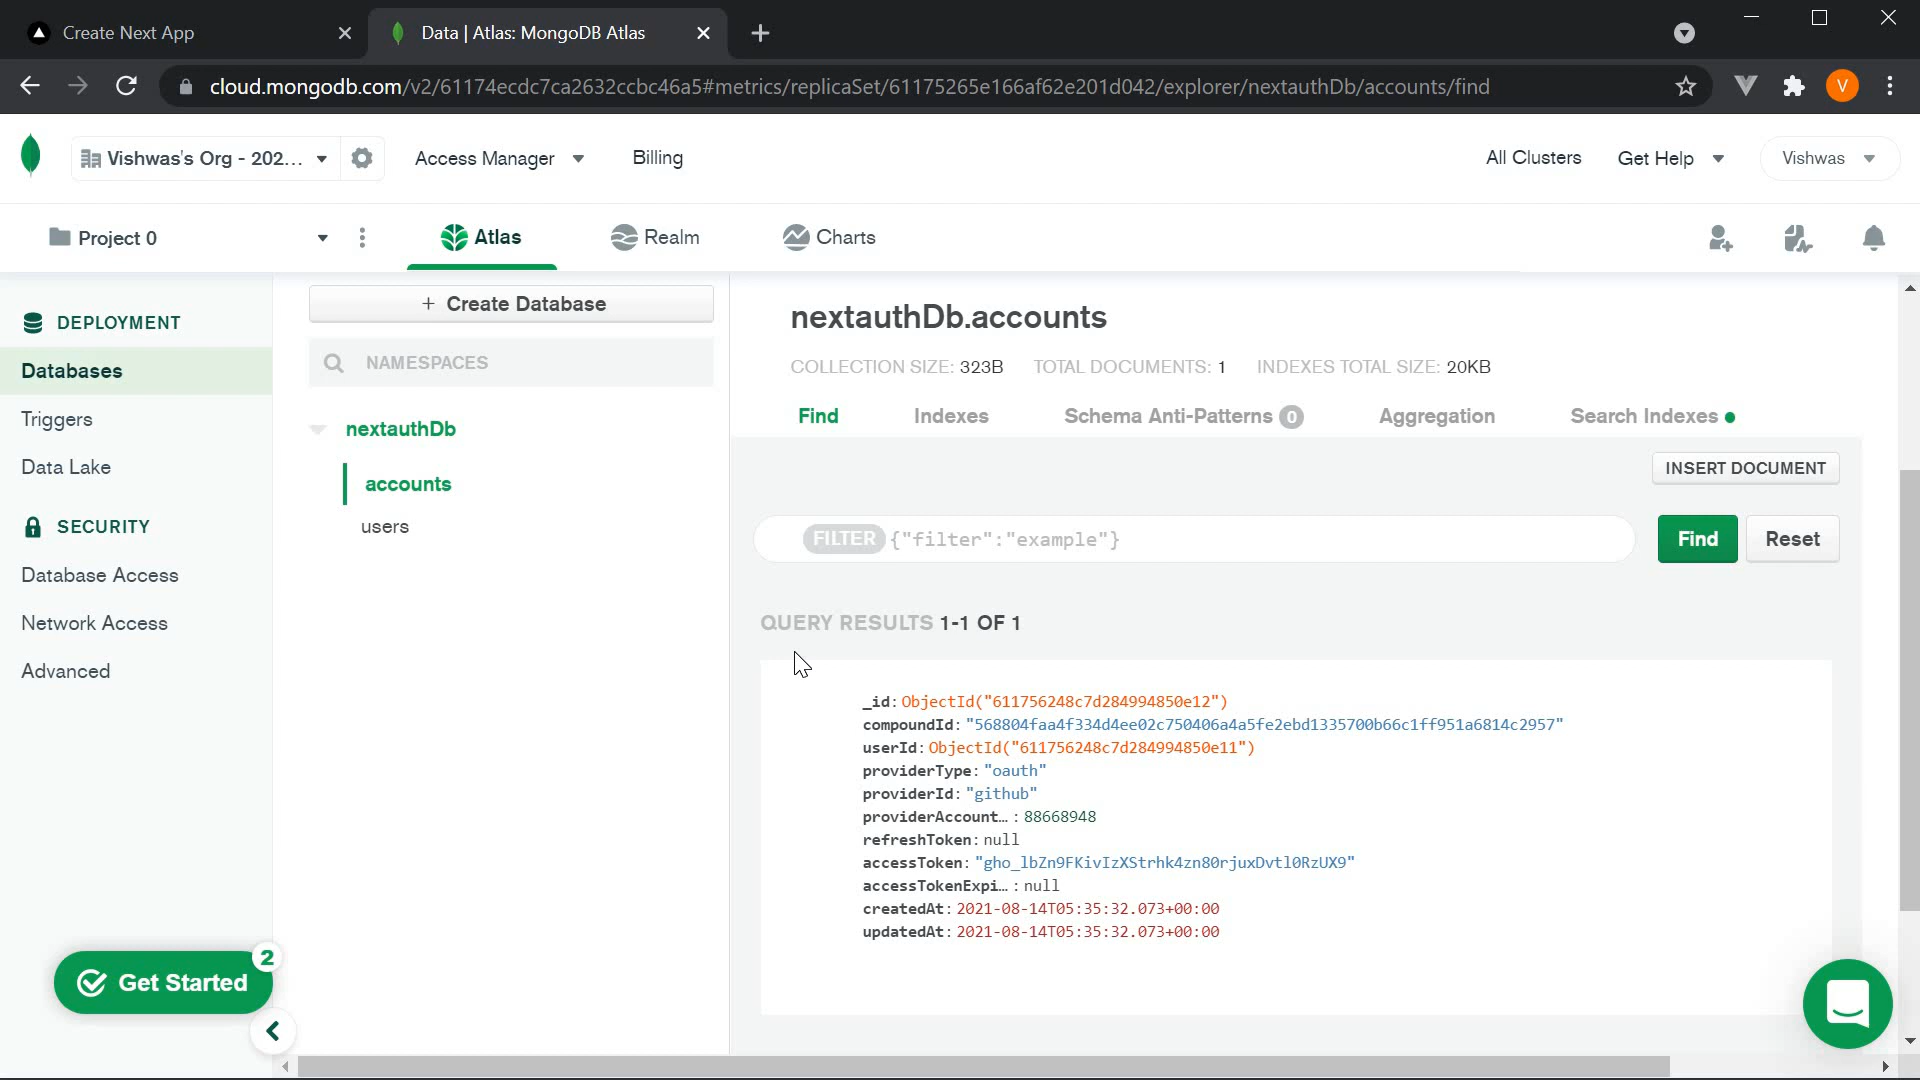 Create Next App
Data | Atlas: MongoDB Atlas
cloud.mongodb.com/v2/61174ecdc7ca2632ccbc46a5#metrics/replicaSet/61175265e166af62e201d042/explorer/nextauthDb/accounts/find
V
Vishwas's Org - 202...
Access Manager
Billing
All Clusters
Get Help
Vishwas
Project 0
Atlas
Realm
Charts
DEPLOYMENT
Databases
Triggers
Data Lake
SECURITY
Database Access
Network Access
Advanced
Get Started
2
+ Create Database
NAMESPACES
nextauthDb
accounts
users
nextauthDb.accounts
COLLECTION SIZE: 323B TOTAL DOCUMENTS: 1 INDEXES TOTAL SIZE: 20KB
Find Indexes Schema Anti-Patterns 0 Aggregation Search Indexes
INSERT DOCUMENT
FILTER {"filter":"example"}
Find
Reset
QUERY RESULTS 1-1 OF 1
_id: ObjectId("611756248c7d284994850e12")
compoundId: "568804faa4f334d4ee02c750406a4a5fe2ebd1335700b66c1ff951a6814c2957"
userId: ObjectId("611756248c7d284994850e11")
providerType: "oauth"
providerId: "github"
providerAccount… : 88668948
refreshToken: null
accessToken: "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"
accessTokenExpi… : null
createdAt: 2021-08-14T05:35:32.073+00:00
updatedAt: 2021-08-14T05:35:32.073+00:00